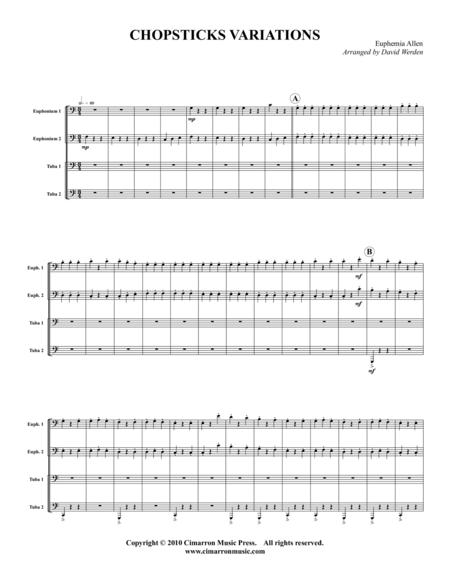 CHOPSTICKS VARIATIONS
Euphemia Allen
Arranged by David Werden
A
Euphonium 1
mp
Euphonium 2
mp
Tuba 1
Tuba 2
B
Euph. 1
mf
Euph. 2
mf
Tuba 1
Tuba 2
mf
Euph. 1
Euph. 2
Tuba 1
Tuba 2
Copyright © 2010 Cimarron Music Press. All rights reserved.
www.cimarronmusic.com